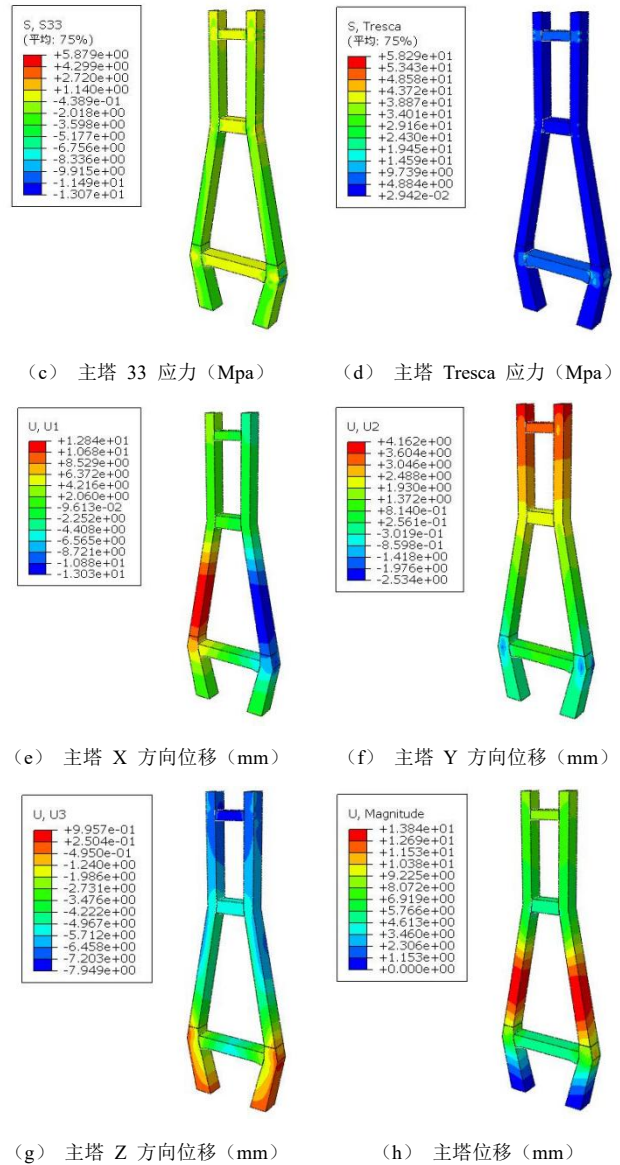 S, S33
(平均: 75%)
+5.879e+00
+4.299e+00
+2.720e+00
+1.140e+00
-4.389e-01
-2.018e+00
-3.598e+00
-5.177e+00
-6.756e+00
-8.336e+00
-9.915e+00
-1.149e+01
-1.307e+01
S, Tresca
(平均: 75%)
+5.829e+01
+5.343e+01
+4.858e+01
+4.372e+01
+3.887e+01
+3.401e+01
+2.916e+01
+2.430e+01
+1.945e+01
+1.459e+01
+9.739e+00
+4.884e+00
+2.942e-02
（c） 主塔 33 应力（Mpa）
（d） 主塔 Tresca 应力（Mpa）
U, U1
+1.284e+01
+1.068e+01
+8.529e+00
+6.372e+00
+4.216e+00
+2.060e+00
-9.613e-02
-2.252e+00
-4.408e+00
-6.565e+00
-8.721e+00
-1.088e+01
-1.303e+01
U, U2
+4.162e+00
+3.604e+00
+3.046e+00
+2.488e+00
+1.930e+00
+1.372e+00
+8.140e-01
+2.561e-01
-3.019e-01
-8.598e-01
-1.418e+00
-1.976e+00
-2.534e+00
（e） 主塔 X 方向位移（mm）
（f） 主塔 Y 方向位移（mm）
U, U3
+9.957e-01
+2.504e-01
-4.950e-01
-1.240e+00
-1.986e+00
-2.731e+00
-3.476e+00
-4.222e+00
-4.967e+00
-5.712e+00
-6.458e+00
-7.203e+00
-7.949e+00
U, Magnitude
+1.384e+01
+1.269e+01
+1.153e+01
+1.038e+01
+9.225e+00
+8.072e+00
+6.919e+00
+5.766e+00
+4.613e+00
+3.460e+00
+2.306e+00
+1.153e+00
+0.000e+00
（g） 主塔 Z 方向位移（mm）
（h） 主塔位移（mm）